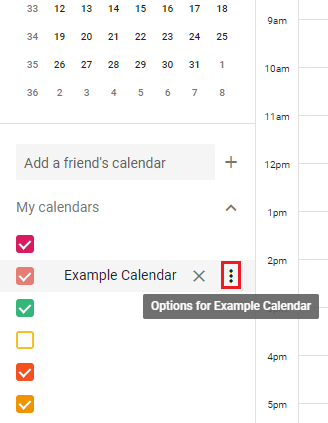 33 12 13 14 15 16 17 18
34 19 20 21 22 23 24 25
35 26 27 28 29 30 31 1
36 2 3 4 5 6 7 8
Add a friend's calendar
My calendars
Example Calendar
Options for Example Calendar
9am
10am
11am
12pm
1pm
2pm
4pm
5pm